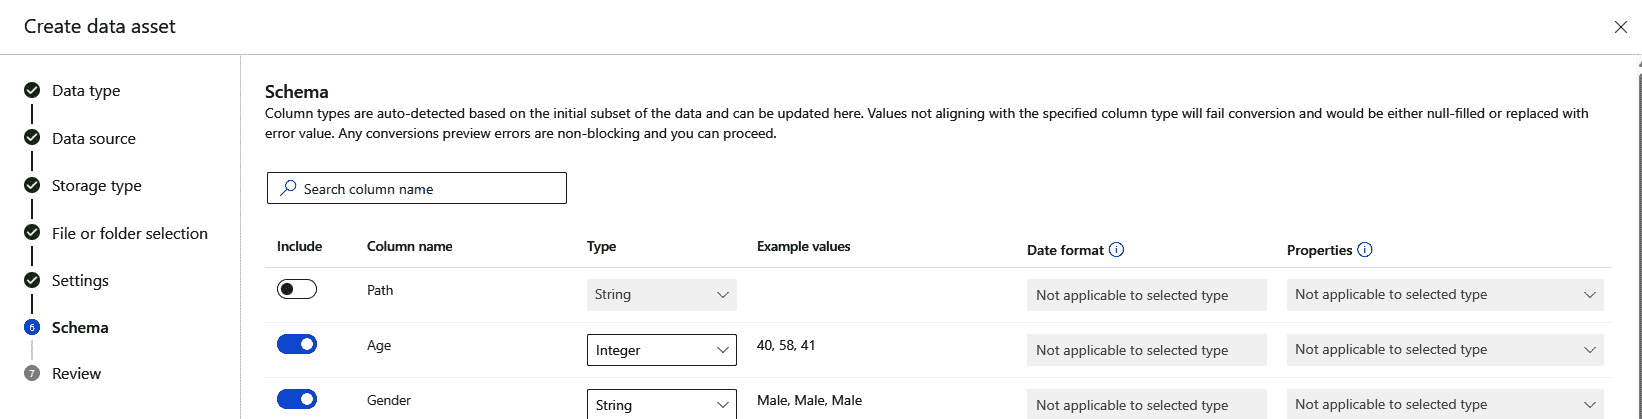 Create data asset
Data type
Data source
Storage type
File or folder selection
Settings
6 Schema
7 Review
Schema
Column types are auto-detected based on the initial subset of the data and can be updated here. Values not aligning with the specified column type will fail conversion and would be either null-filled or replaced with
error value. Any conversions preview errors are non-blocking and you can proceed.
Search column name
Include Column name Type Example values Date format Properties
Path String Not applicable to selected type Not applicable to selected type
Age Integer 40, 58, 41 Not applicable to selected type Not applicable to selected type
Gender String Male, Male, Male Not applicable to selected type Not applicable to selected type